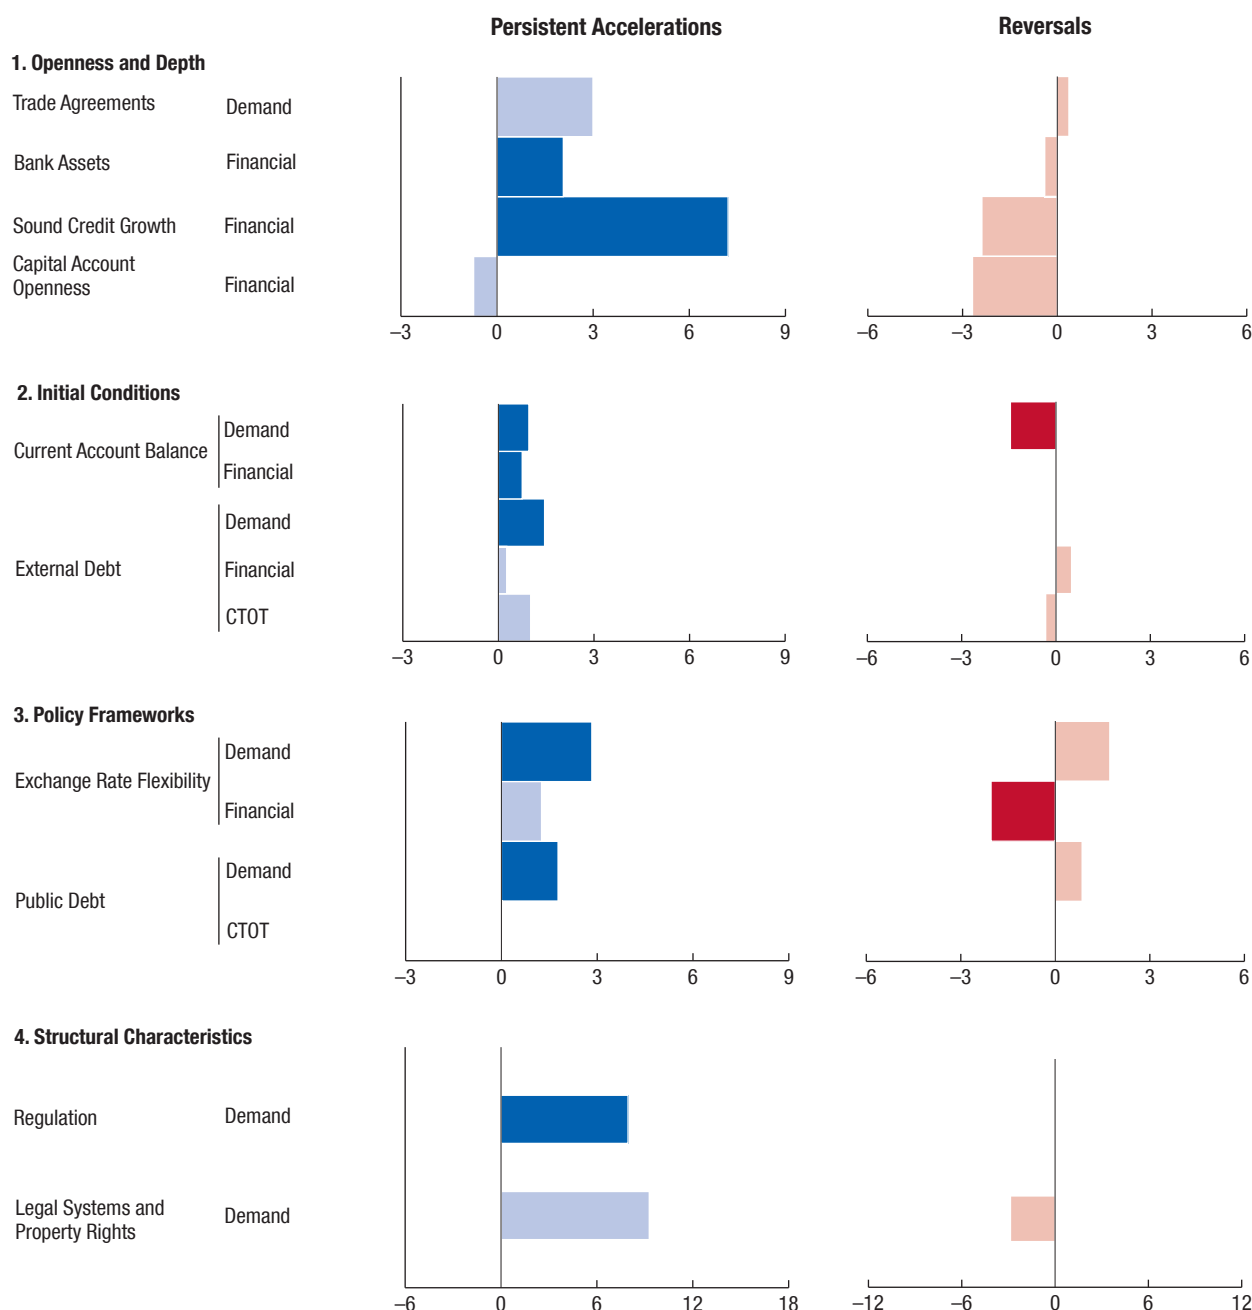 Persistent Accelerations
Reversals
1. Openness and Depth
Trade Agreements Demand
Bank Assets Financial
Sound Credit Growth Financial
Capital Account
Openness Financial
–3 0 3 6 9
–6 –3 0 3 6
2. Initial Conditions
Current Account Balance
Demand
Financial
External Debt
Demand
Financial
CTOT
–3 0 3 6 9
–6 –3 0 3 6
3. Policy Frameworks
Exchange Rate Flexibility
Demand
Financial
Public Debt
Demand
CTOT
–3 0 3 6 9
–6 –3 0 3 6
4. Structural Characteristics
Regulation Demand
Legal Systems and
Property Rights Demand
–6 0 6 12 18
–12 –6 0 6 12